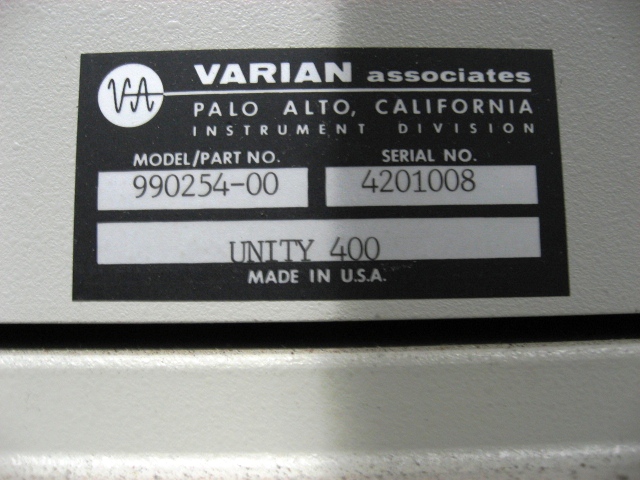 VA VARIAN associates
PALO ALTO, CALIFORNIA
INSTRUMENT DIVISION
MODEL/PART NO. SERIAL NO.
990254-00 4201008
UNITY 400
MADE IN U.S.A.